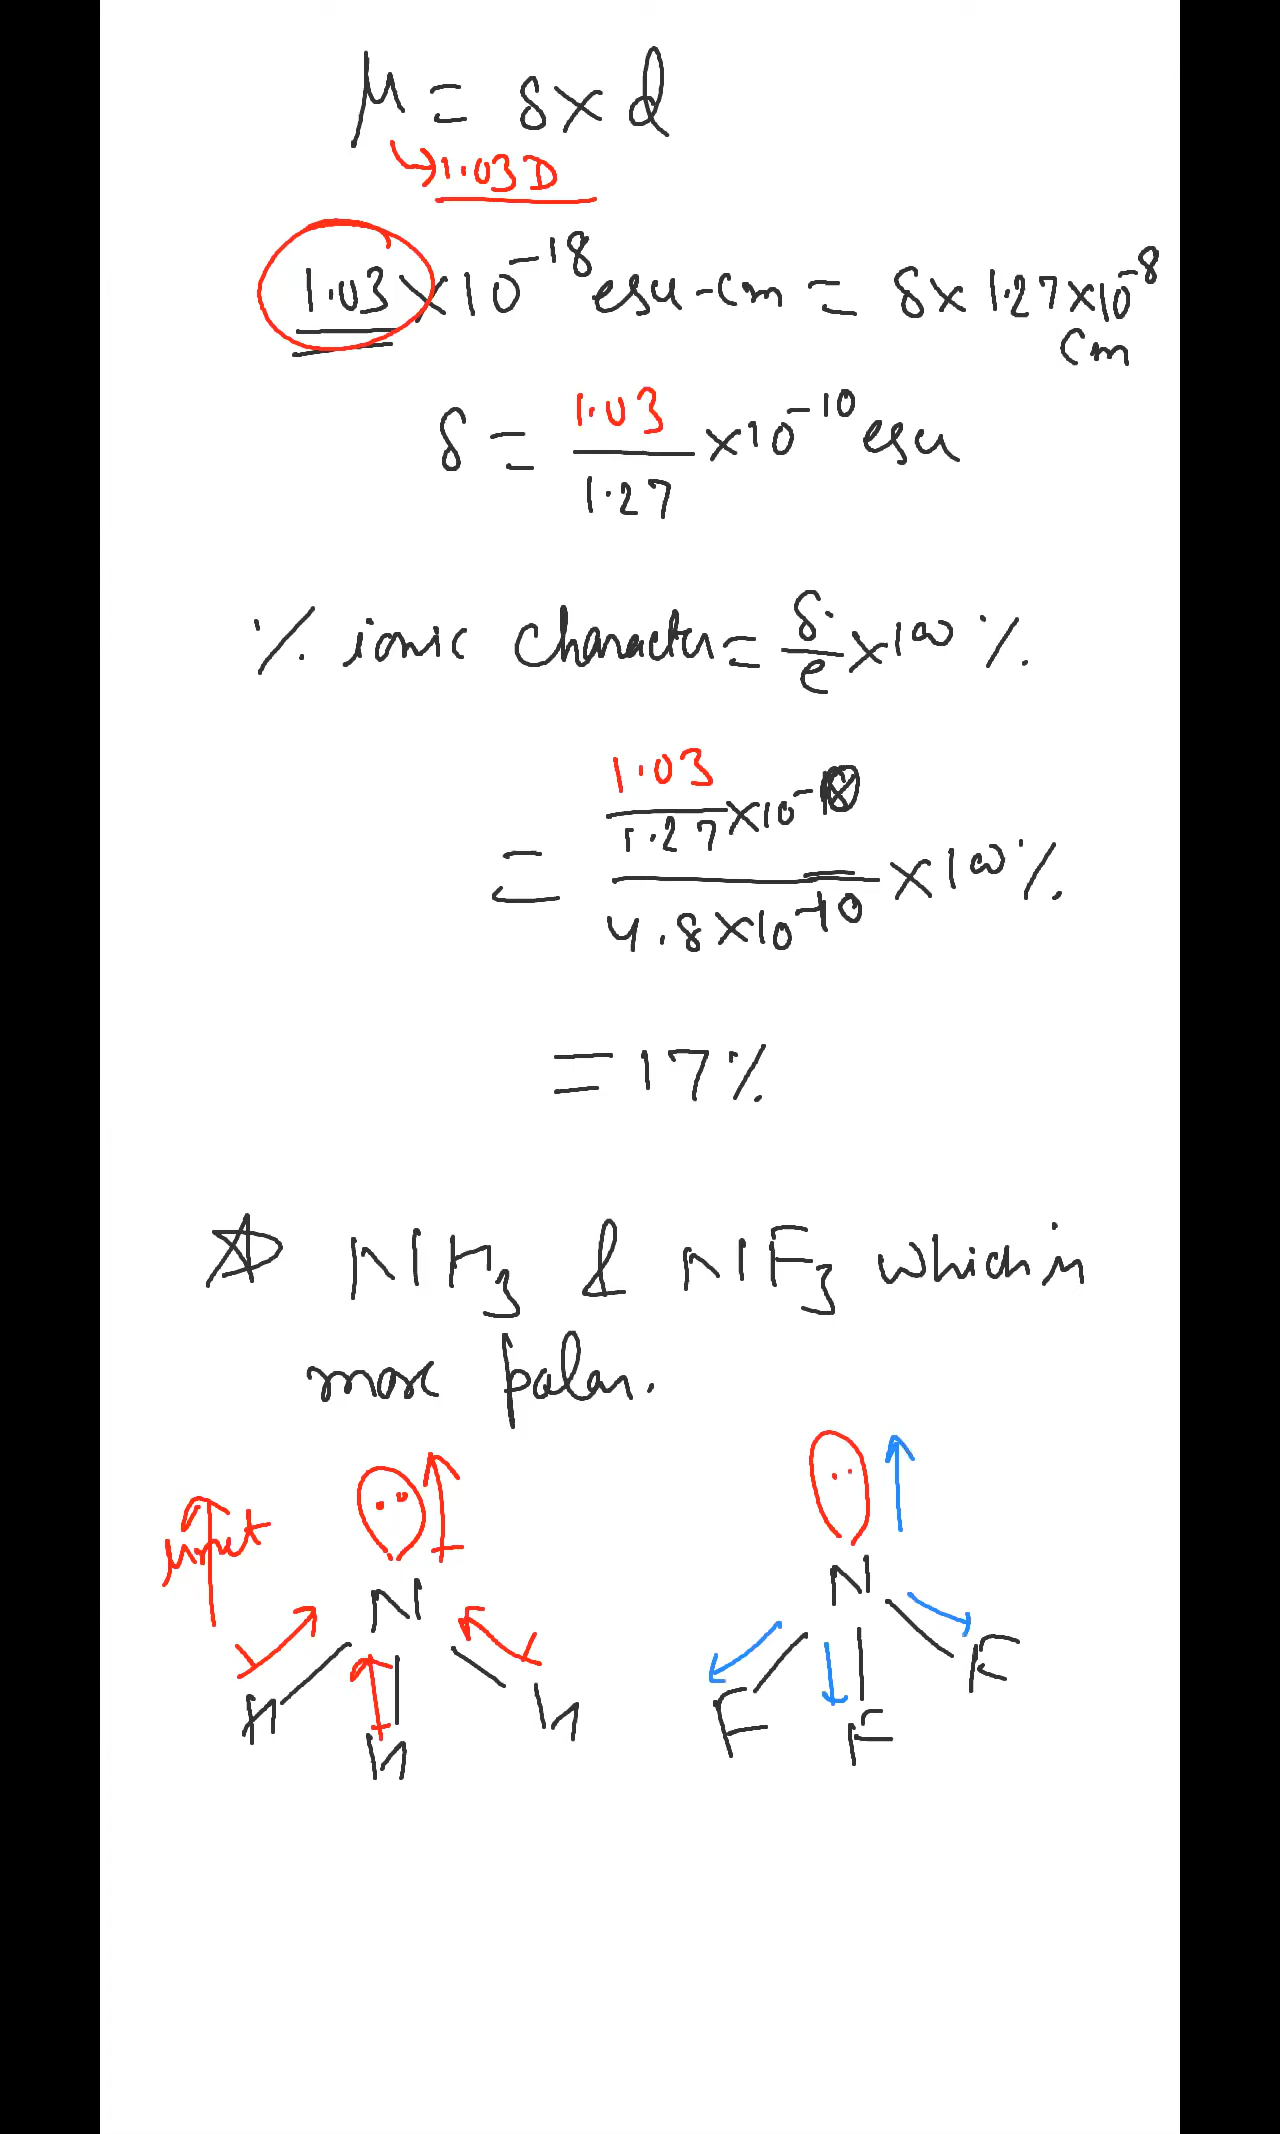 μ = δ × d
→ 1.03 D
1.03 × 10⁻¹⁸ esu-cm = δ × 1.27 × 10⁻⁸
cm
δ = 1.03/1.27 × 10⁻¹⁰ esu
% ionic character = δ/e × 100 %.
1.03
1.27 × 10⁻¹⁰
= 4.8 × 10⁻¹⁰ × 100 %.
= 17 %.
NH₃ & NF₃ which is
more polar.
N N
H H H F F F